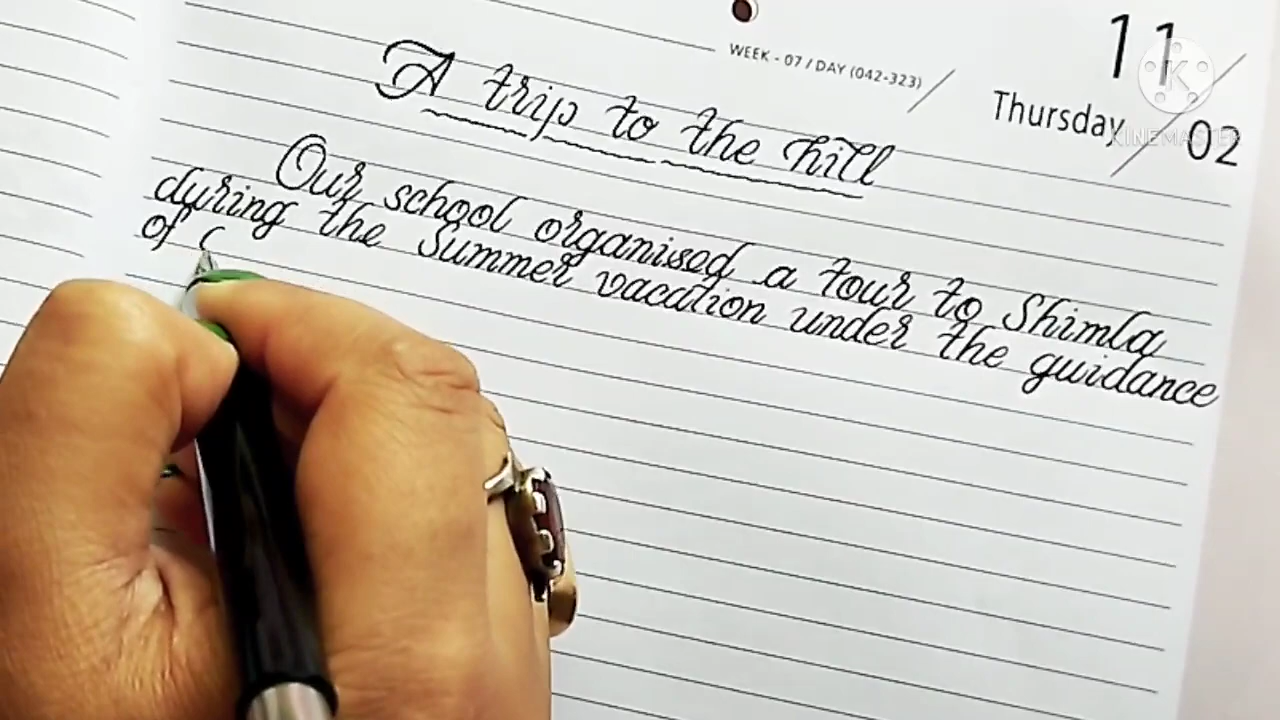 WEEK - 07 / DAY (042-323)
11
Thursday
02
KINEMASTER
A trip to the hill
Our school organised a tour to Shimla
during the Summer vacation under the guidance
of